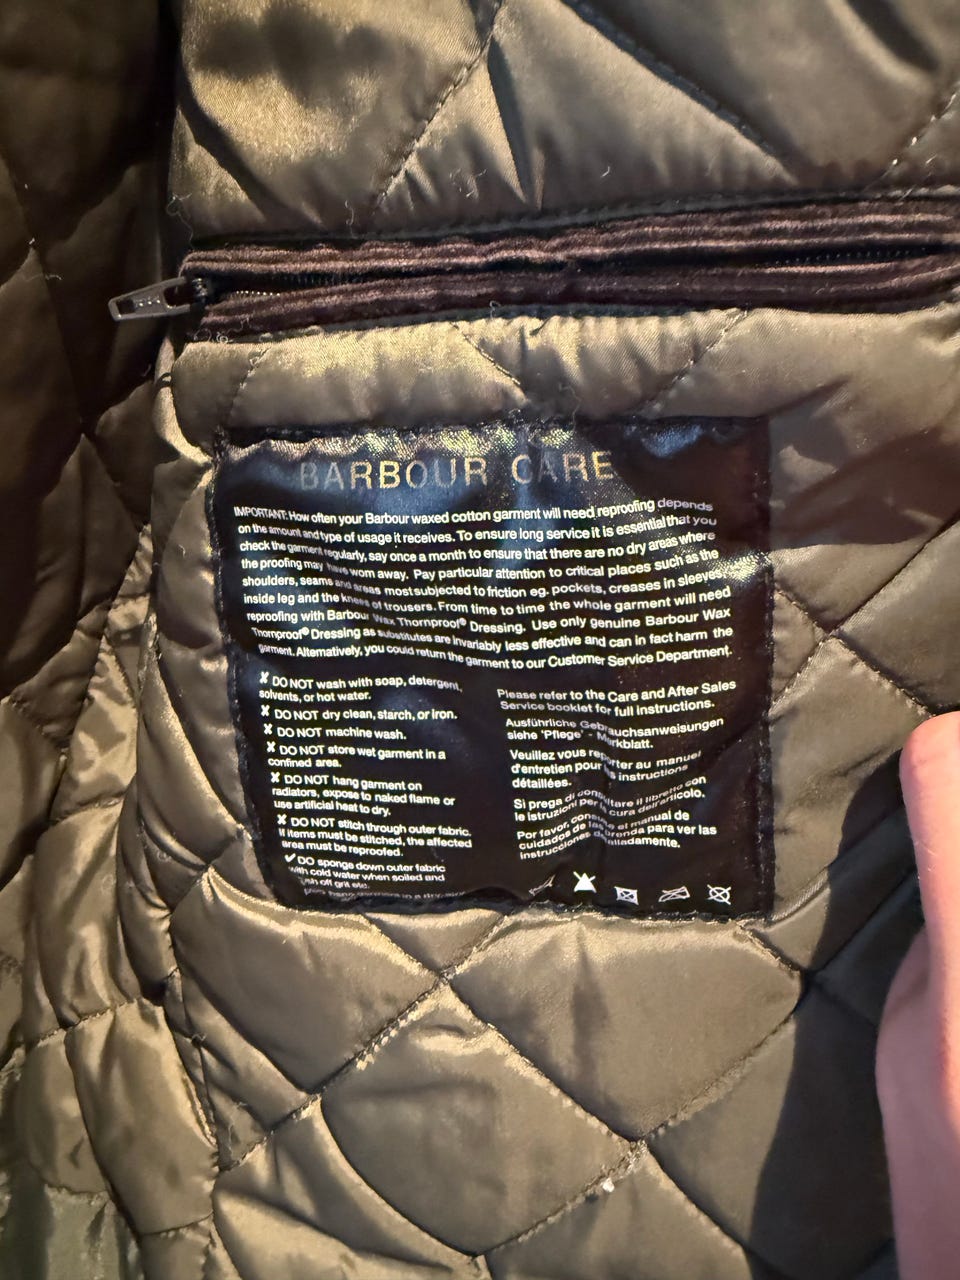 BARBOUR CARE
IMPORTANT: How often your Barbour waxed cotton garment will need reproofing depends
on the amount and type of usage it receives. To ensure long service it is essential that you
check the garment regularly, say once a month to ensure that there are no dry areas where
the proofing may have worn away. Pay particular attention to critical places such as the
shoulders, seams and areas most subjected to friction eg. pockets, creases in sleeves,
inside leg and the knees of trousers. From time to time the whole garment will need
reproofing with Barbour Wax Thornproof® Dressing. Use only genuine Barbour Wax
Thornproof® Dressing as substitutes are invariably less effective and can in fact harm the
garment. Alternatively, you could return the garment to our Customer Service Department.
✗ DO NOT wash with soap, detergent,
solvents, or hot water.
✗ DO NOT dry clean, starch, or iron.
✗ DO NOT machine wash.
✗ DO NOT store wet garment in a
confined area.
✗ DO NOT hang garment on
radiators, expose to naked flame or
use artificial heat to dry.
✗ DO NOT stitch through outer fabric.
If items must be stitched, the affected
area must be reproofed.
✓ DO sponge down outer fabric
with cold water when soiled and
off grit etc.
Please refer to the Care and After Sales
Service booklet for full instructions.
Ausführliche Gebrauchsanweisungen
siehe 'Pflege' - Merkblatt.
Veuillez vous reporter au manuel
d'entretien pour instructions
détaillées.
Si prega di consultare il libretto con
le istruzioni per la cura dell'articolo.
Por favor, consulte el manual de
cuidados de la prenda para ver las
instrucciones detalladamente.